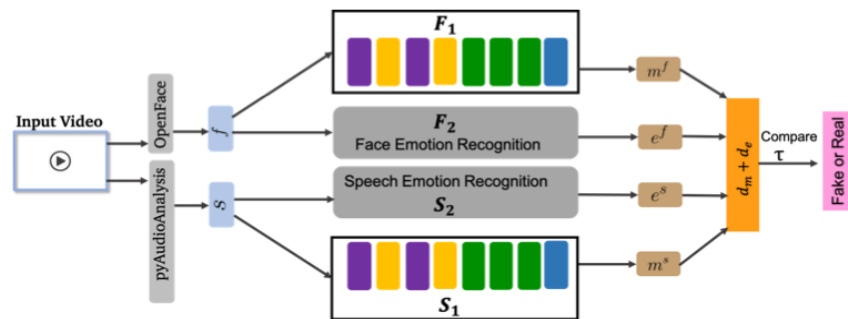 Input Video
OpenFace
pyAudioAnalysis
f
s
F₁
F₂
Face Emotion Recognition
Speech Emotion Recognition
S₂
S₁
mᶠ
eᶠ
eˢ
mˢ
dₘ + dₑ
Compare
τ
Fake or Real